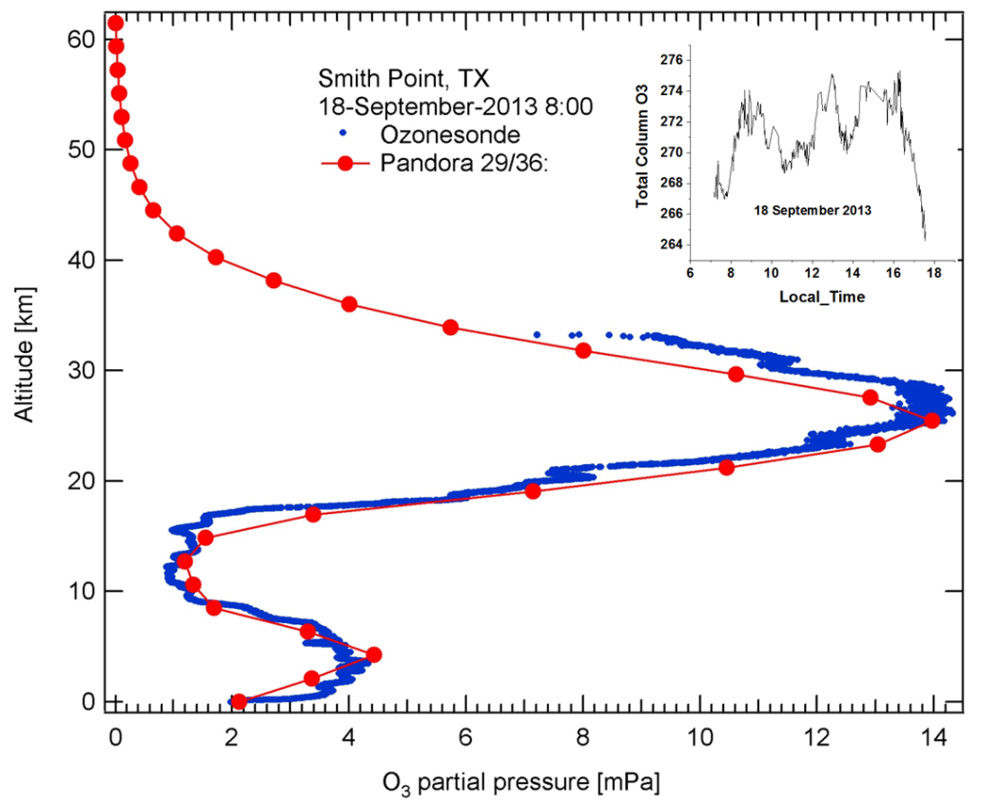 Smith Point, TX
18-September-2013 8:00
Ozonesonde
Pandora 29/36:
Altitude [km]
60
50
40
30
20
10
0
0 2 4 6 8 10 12 14
O3 partial pressure [mPa]
Total Column O3
276
274
272
270
268
266
264
18 September 2013
6 8 10 12 14 16 18
Local_Time